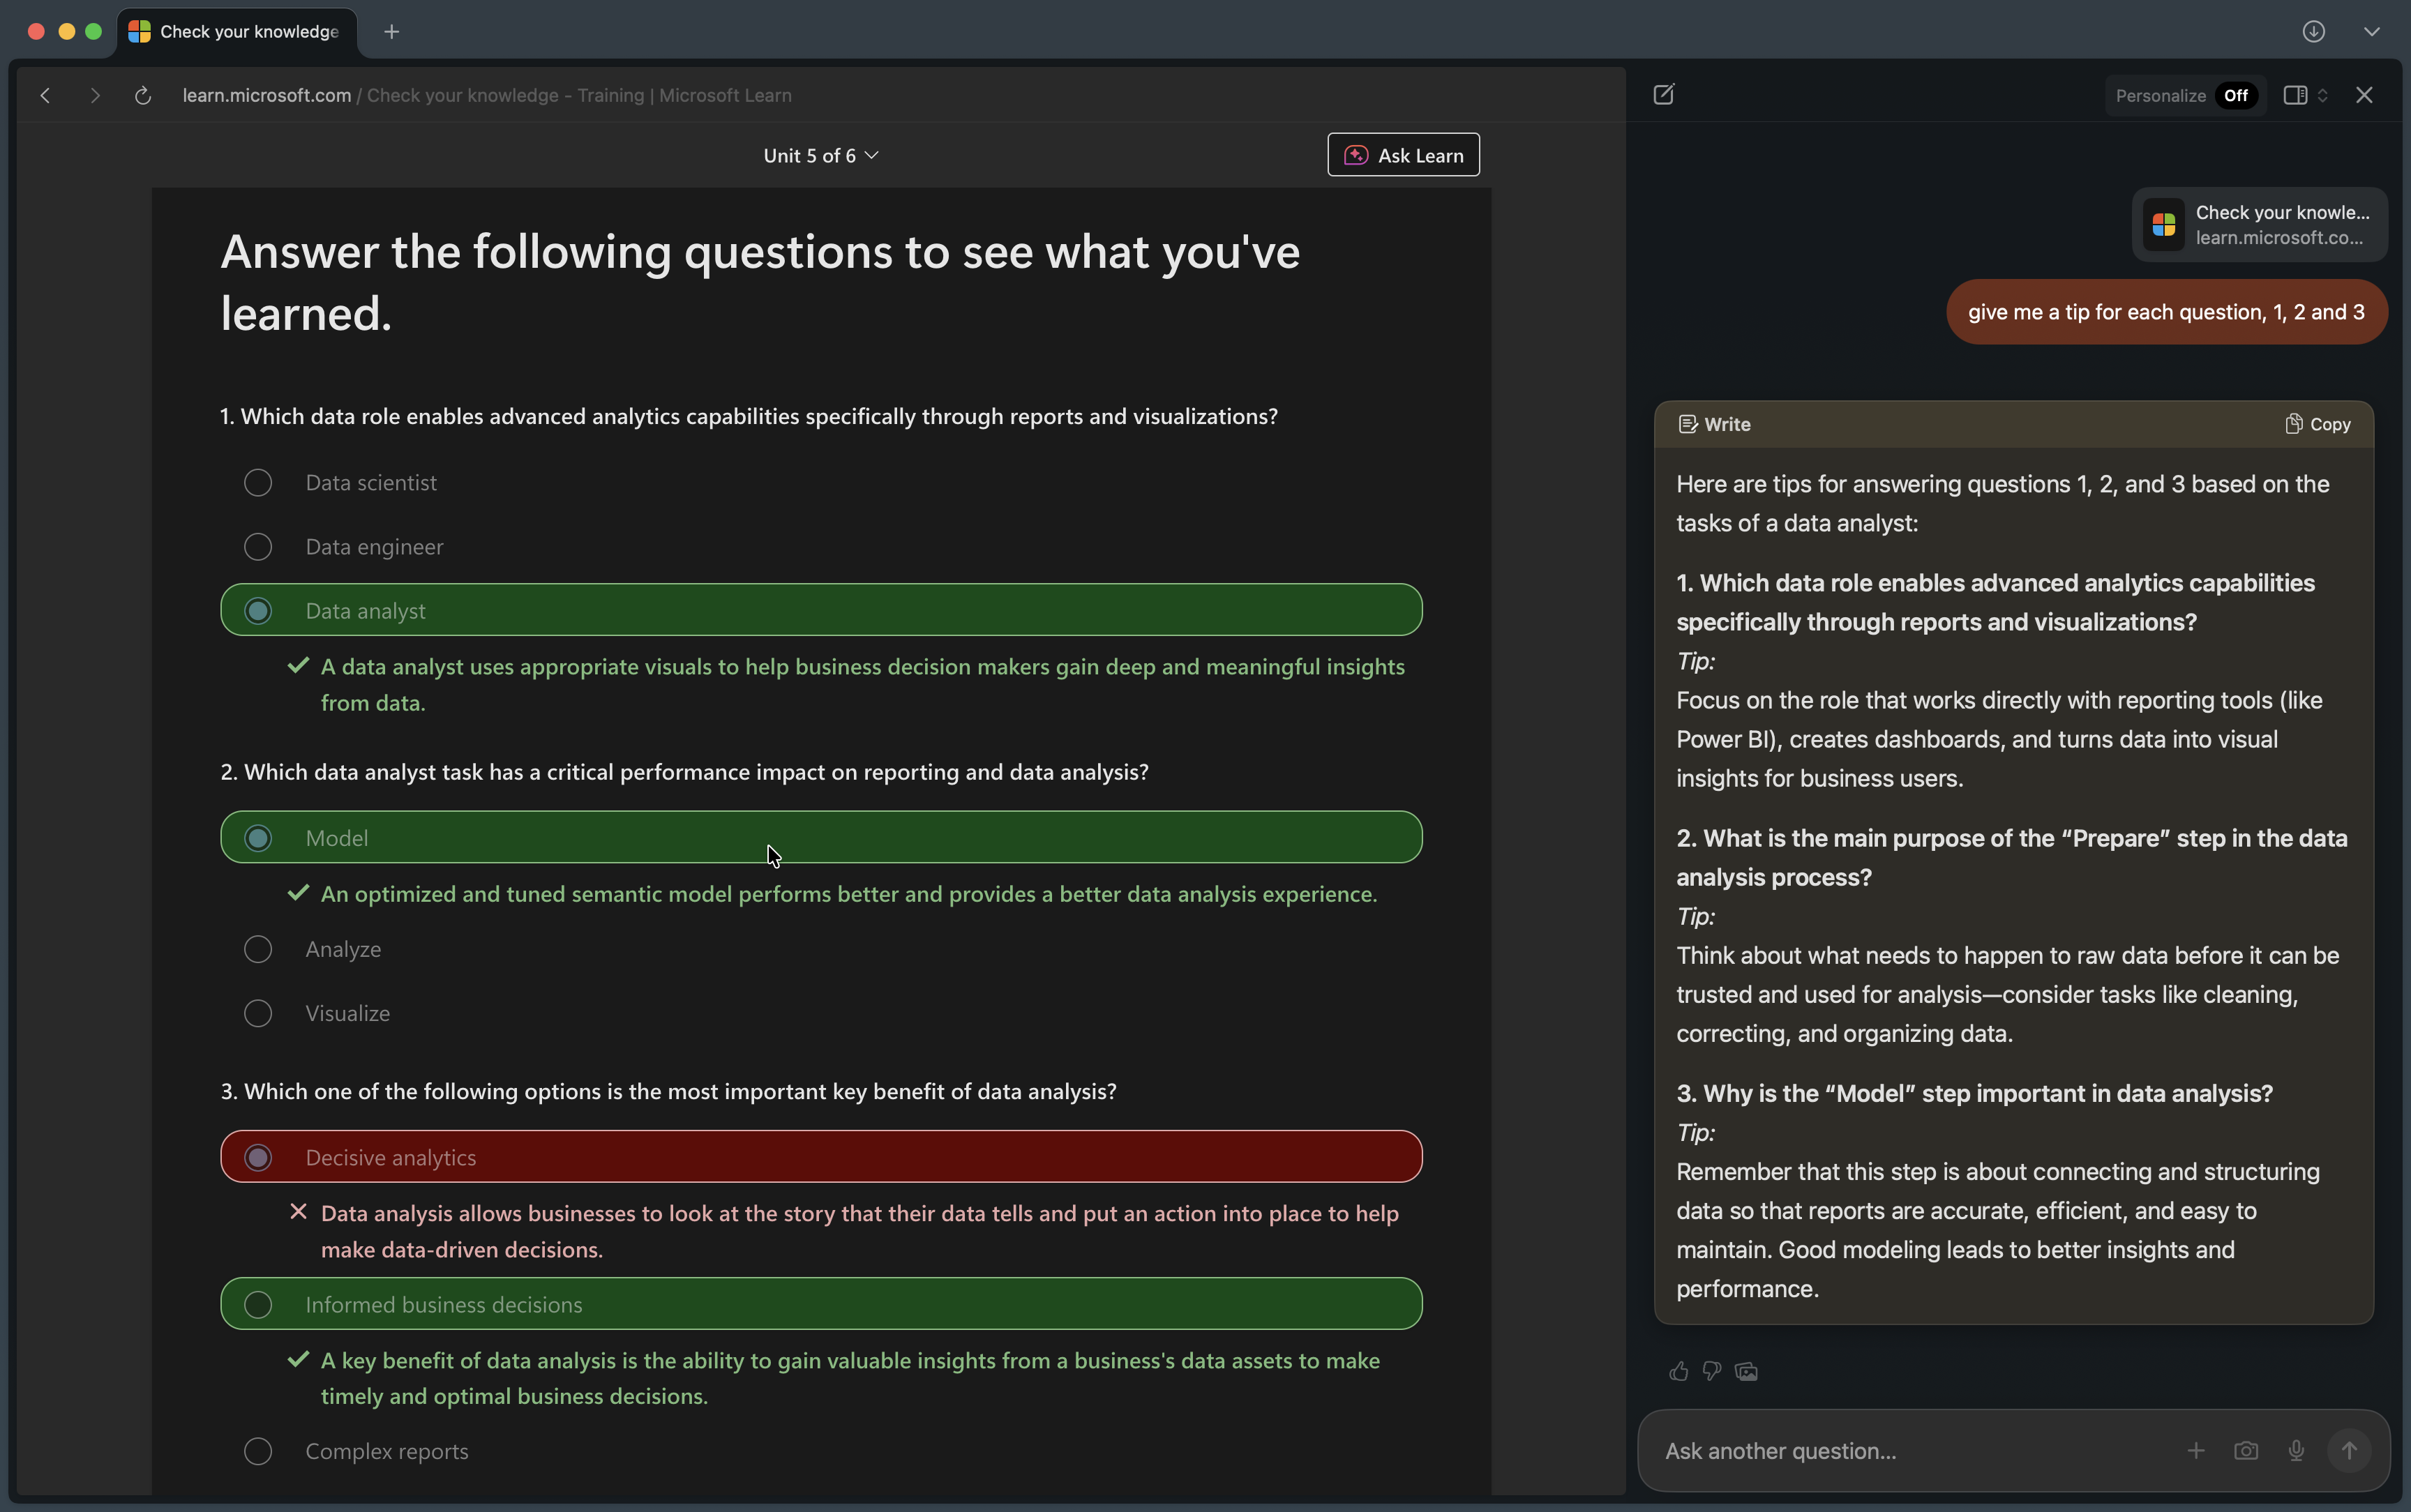 Check your knowledge
learn.microsoft.com / Check your knowledge - Training | Microsoft Learn
Unit 5 of 6
Ask Learn
Answer the following questions to see what you've
learned.
1. Which data role enables advanced analytics capabilities specifically through reports and visualizations?
Data scientist
Data engineer
Data analyst
A data analyst uses appropriate visuals to help business decision makers gain deep and meaningful insights
from data.
2. Which data analyst task has a critical performance impact on reporting and data analysis?
Model
An optimized and tuned semantic model performs better and provides a better data analysis experience.
Analyze
Visualize
3. Which one of the following options is the most important key benefit of data analysis?
Decisive analytics
Data analysis allows businesses to look at the story that their data tells and put an action into place to help
make data-driven decisions.
Informed business decisions
A key benefit of data analysis is the ability to gain valuable insights from a business's data assets to make
timely and optimal business decisions.
Complex reports
Personalize Off
Check your knowle...
learn.microsoft.co...
give me a tip for each question, 1, 2 and 3
Write
Copy
Here are tips for answering questions 1, 2, and 3 based on the
tasks of a data analyst:
1. Which data role enables advanced analytics capabilities
specifically through reports and visualizations?
Tip:
Focus on the role that works directly with reporting tools (like
Power BI), creates dashboards, and turns data into visual
insights for business users.
2. What is the main purpose of the “Prepare” step in the data
analysis process?
Tip:
Think about what needs to happen to raw data before it can be
trusted and used for analysis—consider tasks like cleaning,
correcting, and organizing data.
3. Why is the “Model” step important in data analysis?
Tip:
Remember that this step is about connecting and structuring
data so that reports are accurate, efficient, and easy to
maintain. Good modeling leads to better insights and
performance.
Ask another question...